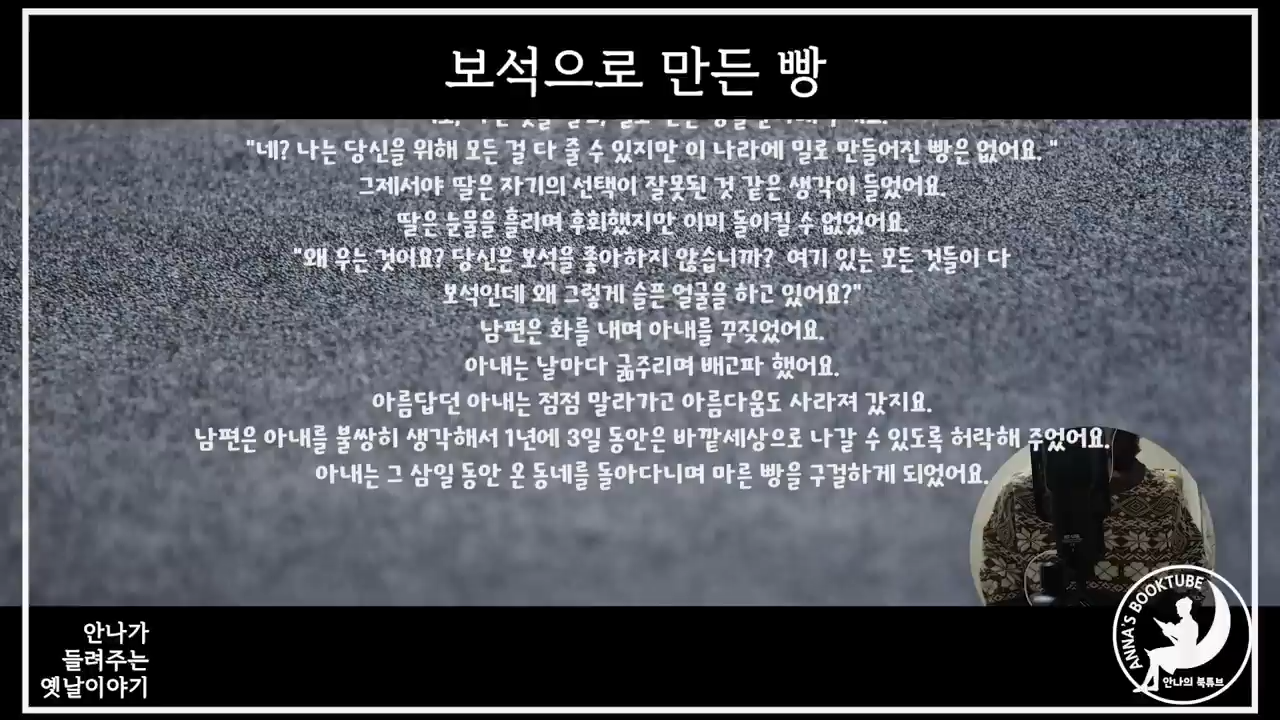 보석으로 만든 빵
"네? 나는 당신을 위해 모든 걸 다 줄 수 있지만 이 나라에 밀로 만들어진 빵은 없어요. "
그제서야 딸은 자기의 선택이 잘못된 것 같은 생각이 들었어요.
딸은 눈물을 흘리며 후회했지만 이미 돌이킬 수 없었어요.
"왜 우는 것이요? 당신은 보석을 좋아하지 않습니까? 여기 있는 모든 것들이 다
보석인데 왜 그렇게 슬픈 얼굴을 하고 있어요?"
남편은 화를 내며 아내를 꾸짖었어요.
아내는 날마다 굶주리며 배고파 했어요.
아름답던 아내는 점점 말라가고 아름다움도 사라져 갔지요.
남편은 아내를 불쌍히 생각해서 1년에 3일 동안은 바깥세상으로 나갈 수 있도록 허락해 주었어요.
아내는 그 삼일 동안 온 동네를 돌아다니며 마른 빵을 구걸하게 되었어요.
안나가
들려주는
옛날이야기
ANNA'S BOOKTUBE
안나의 북튜브